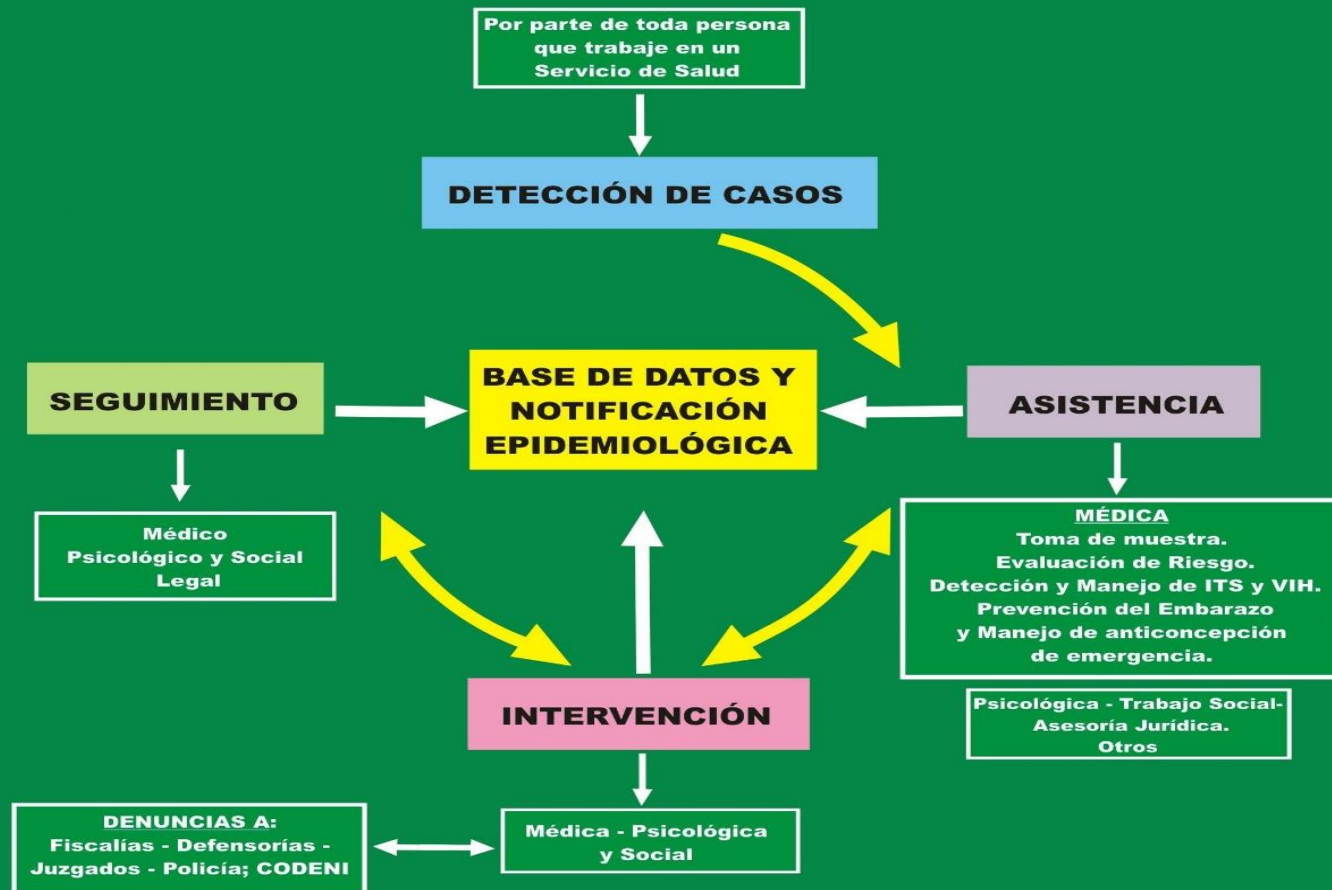 Por parte de toda persona
que trabaje en un
Servicio de Salud
DETECCIÓN DE CASOS
SEGUIMIENTO
BASE DE DATOS Y
NOTIFICACIÓN
EPIDEMIOLÓGICA
ASISTENCIA
Médico
Psicológico y Social
Legal
MÉDICA
Toma de muestra.
Evaluación de Riesgo.
Detección y Manejo de ITS y VIH.
Prevención del Embarazo
y Manejo de anticoncepción
de emergencia.
Psicológica - Trabajo Social-
Asesoría Jurídica.
Otros
INTERVENCIÓN
DENUNCIAS A:
Fiscalías - Defensorías -
Juzgados - Policía; CODENI
Médica - Psicológica
y Social